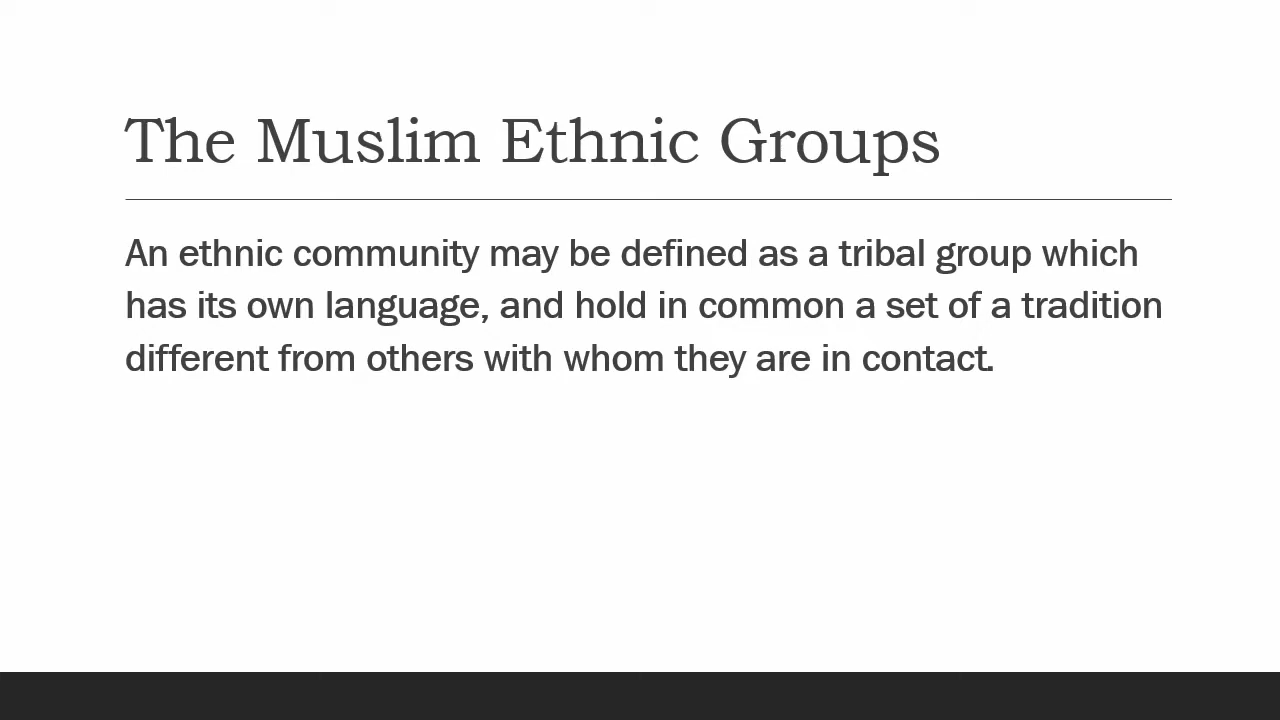 The Muslim Ethnic Groups
An ethnic community may be defined as a tribal group which
has its own language, and hold in common a set of a tradition
different from others with whom they are in contact.